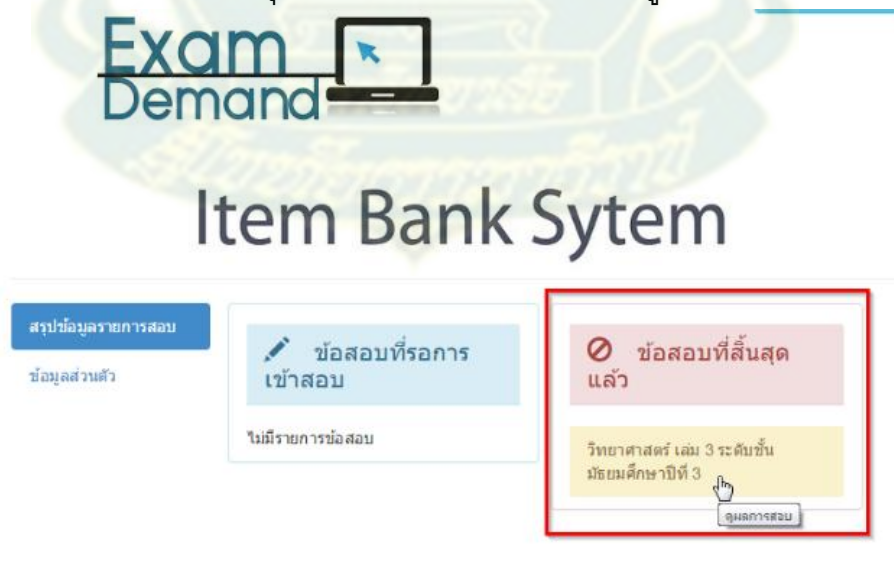 Exam
Demand
Item Bank Sytem
สรุปข้อมูลรายการสอบ
ข้อมูลส่วนตัว
ข้อสอบที่รอการ
เข้าสอบ
ไม่มีรายการข้อสอบ
ข้อสอบที่สิ้นสุด
แล้ว
วิทยาศาสตร์ เล่ม 3 ระดับชั้น
มัธยมศึกษาปีที่ 3
ดูผลการสอบ